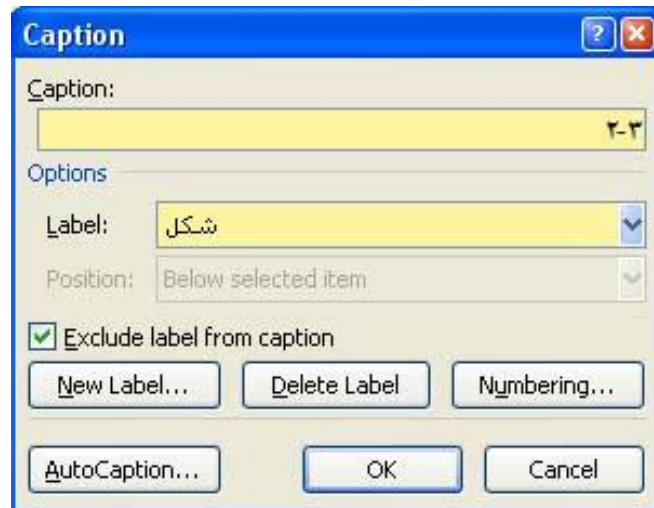 Caption
Caption:
۲-۳
Options
Label: شکل
Position: Below selected item
Exclude label from caption
New Label... Delete Label Numbering...
AutoCaption... OK Cancel